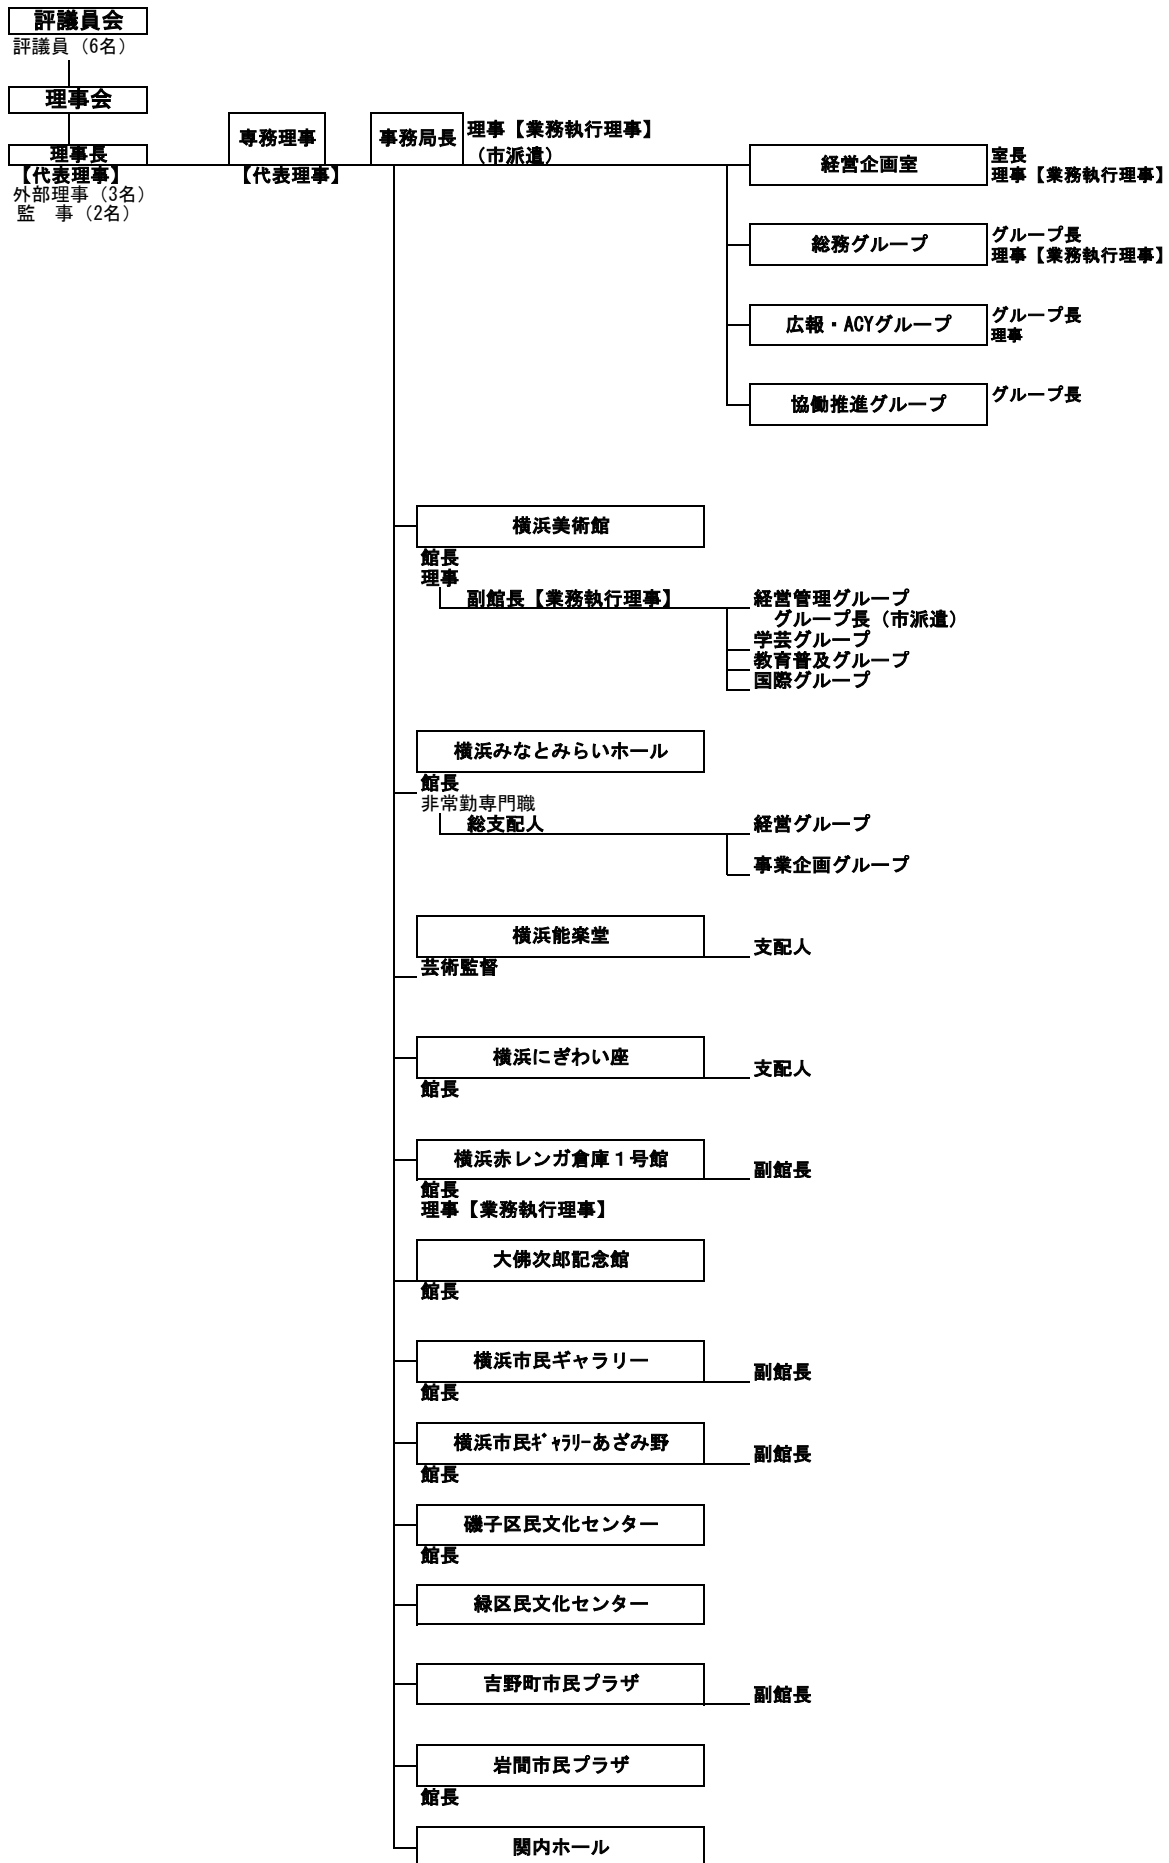 評議員会
評議員（6名）
理事会
理事長
【代表理事】
外部理事（3名）
監　事（2名）
専務理事
【代表理事】
事務局長
理事【業務執行理事】
（市派遣）
経営企画室
室長
理事【業務執行理事】
総務グループ
グループ長
理事【業務執行理事】
広報・ACYグループ
グループ長
理事
協働推進グループ
グループ長
横浜美術館
館長
理事
副館長【業務執行理事】
経営管理グループ
グループ長（市派遣）
学芸グループ
教育普及グループ
国際グループ
横浜みなとみらいホール
館長
非常勤専門職
総支配人
経営グループ
事業企画グループ
横浜能楽堂
芸術監督
支配人
横浜にぎわい座
館長
支配人
横浜赤レンガ倉庫１号館
館長
理事【業務執行理事】
副館長
大佛次郎記念館
館長
横浜市民ギャラリー
館長
副館長
横浜市民ｷﾞｬﾗﾘｰあざみ野
館長
副館長
磯子区民文化センター
館長
緑区民文化センター
吉野町市民プラザ
副館長
岩間市民プラザ
館長
関内ホール